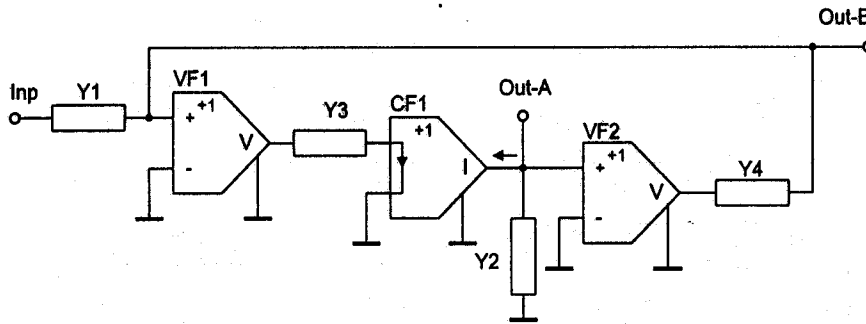 Out-B
Inp
Y1
VF1
+1
+
-
V
Y3
CF1
+1
I
Out-A
Y2
VF2
+1
+
-
V
Y4